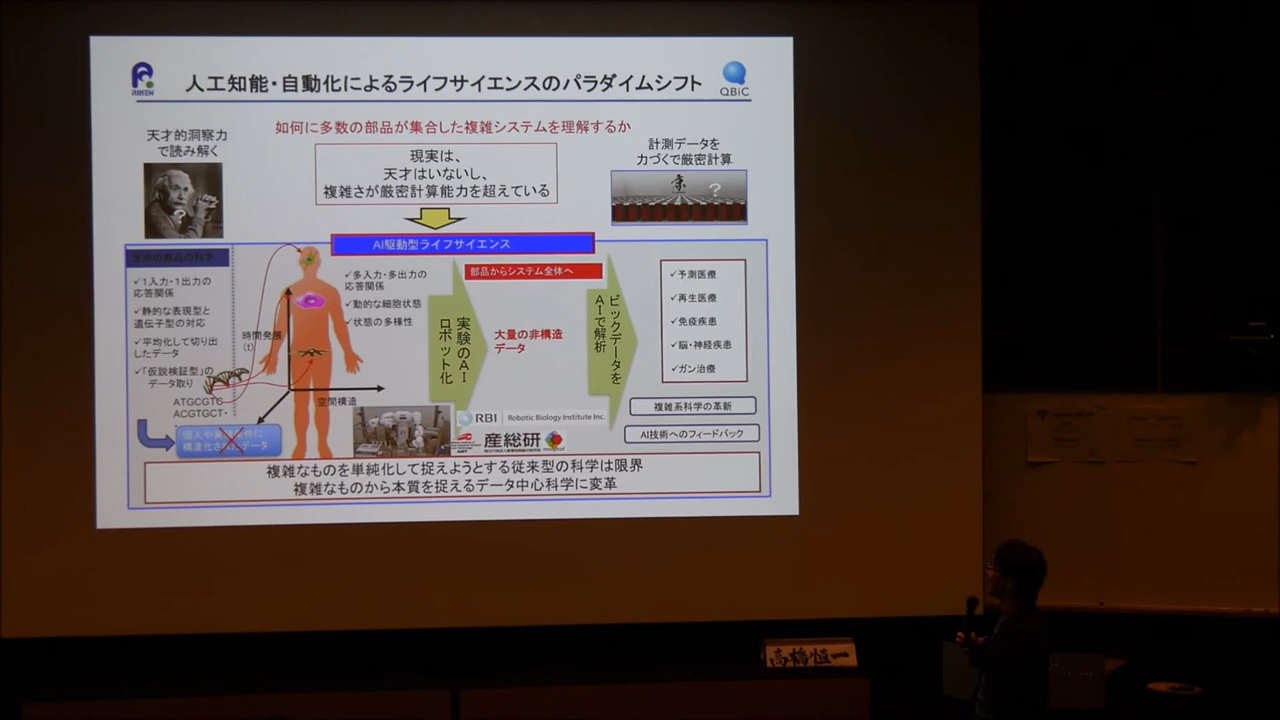 人工知能・自動化によるライフサイエンスのパラダイムシフト
RIKEN
QBiC
如何に多数の部品が集合した複雑システムを理解するか
天才的洞察力
で読み解く
?
現実は、
天才はいないし、
複雑さが厳密計算能力を超えている
計測データを
力づくで厳密計算
京
?
AI駆動型ライフサイエンス
生命の部品の科学
✓1入力・1出力の
応答関係
✓静的な表現型と
遺伝子型の対応
✓平均化して切り出
したデータ
✓「仮説検証型」の
データ取り
ATGCGTC
ACGTGCT・
構造化されたデータ
時間発展
(t)
空間構造
✓多入力・多出力の
応答関係
✓動的な細胞状態
✓状態の多様性
実験のAI
ロボット化
部品からシステム全体へ
大量の非構造
データ
ビックデータを
AIで解析
✓予測医療
✓再生医療
✓免疫疾患
✓脳・神経疾患
✓ガン治療
複雑系科学の革新
AI技術へのフィードバック
RBI Robotic Biology Institute Inc.
産総研
複雑なものを単純化して捉えようとする従来型の科学は限界
複雑なものから本質を捉えるデータ中心科学に変革
高橋恒一